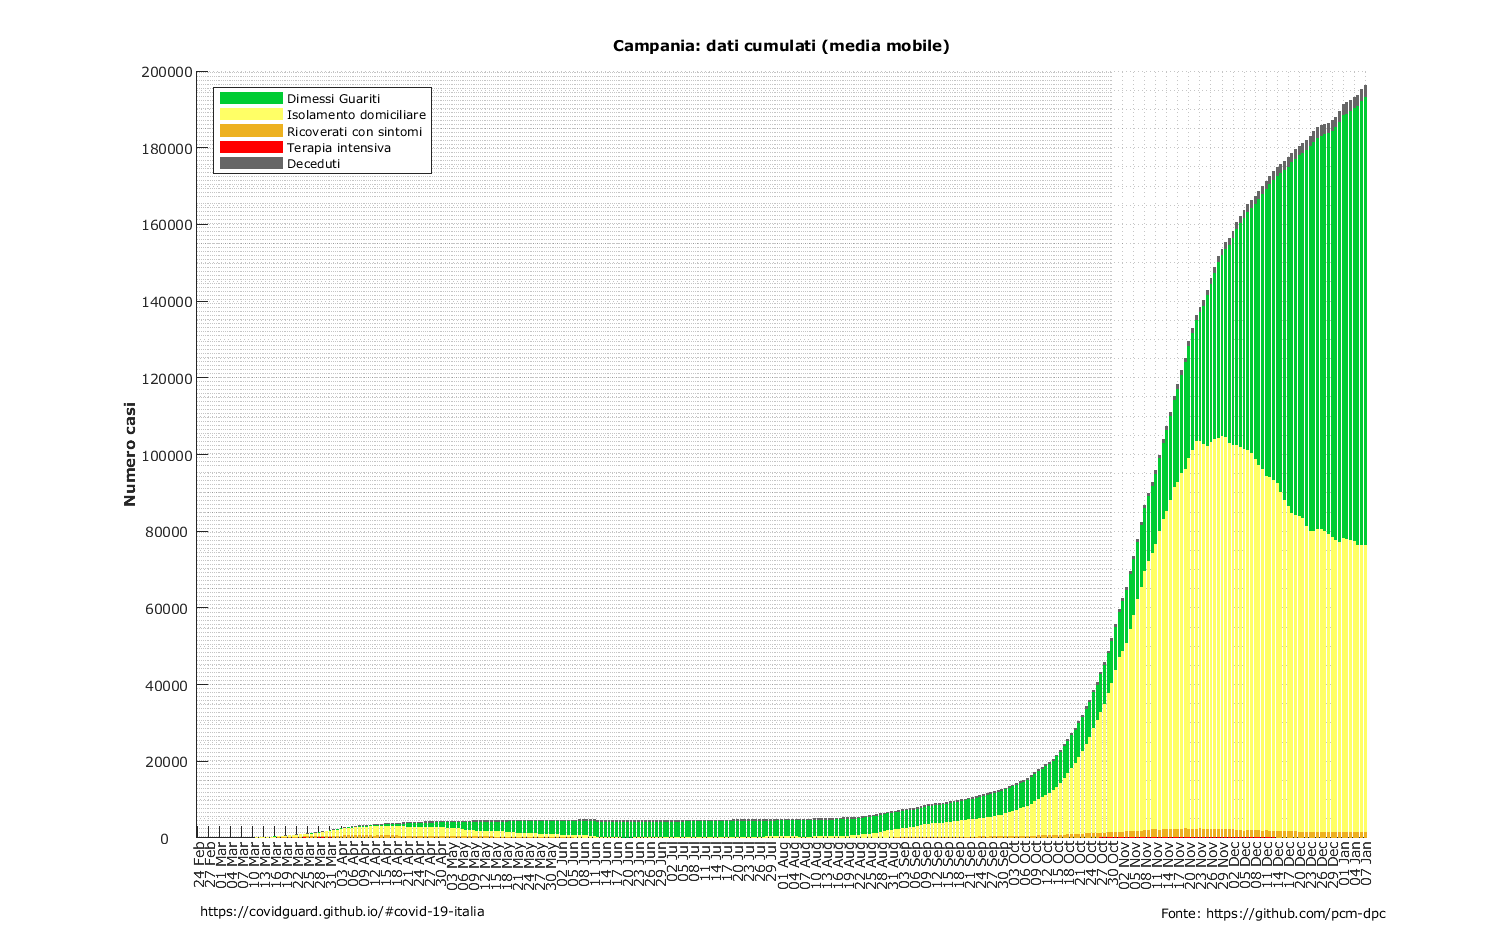 Campania: dati cumulati (media mobile)
200000
180000
160000
140000
120000
100000
80000
60000
40000
20000
0
Numero casi
Dimessi Guariti
Isolamento domiciliare
Ricoverati con sintomi
Terapia intensiva
Deceduti
24 Feb
27 Feb
01 Mar
04 Mar
07 Mar
10 Mar
13 Mar
16 Mar
19 Mar
22 Mar
25 Mar
28 Mar
31 Mar
03 Apr
06 Apr
09 Apr
12 Apr
15 Apr
18 Apr
21 Apr
24 Apr
27 Apr
30 Apr
03 May
06 May
09 May
12 May
15 May
18 May
21 May
24 May
27 May
30 May
02 Jun
05 Jun
08 Jun
11 Jun
14 Jun
17 Jun
20 Jun
23 Jun
26 Jun
29 Jun
02 Jul
05 Jul
08 Jul
11 Jul
14 Jul
17 Jul
20 Jul
23 Jul
26 Jul
29 Jul
01 Aug
04 Aug
07 Aug
10 Aug
13 Aug
16 Aug
19 Aug
22 Aug
25 Aug
28 Aug
31 Aug
03 Sep
06 Sep
09 Sep
12 Sep
15 Sep
18 Sep
21 Sep
24 Sep
27 Sep
30 Sep
03 Oct
06 Oct
09 Oct
12 Oct
15 Oct
18 Oct
21 Oct
24 Oct
27 Oct
30 Oct
02 Nov
05 Nov
08 Nov
11 Nov
14 Nov
17 Nov
20 Nov
23 Nov
26 Nov
29 Nov
02 Dec
05 Dec
08 Dec
11 Dec
14 Dec
17 Dec
20 Dec
23 Dec
26 Dec
29 Dec
01 Jan
04 Jan
07 Jan
https://covidguard.github.io/#covid-19-italia
Fonte: https://github.com/pcm-dpc